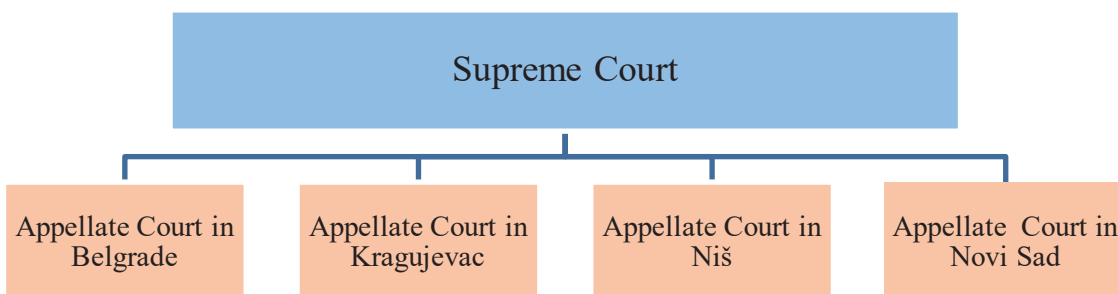 Supreme Court
Appellate Court in
Belgrade
Appellate Court in
Kragujevac
Appellate Court in
Niš
Appellate Court in
Novi Sad